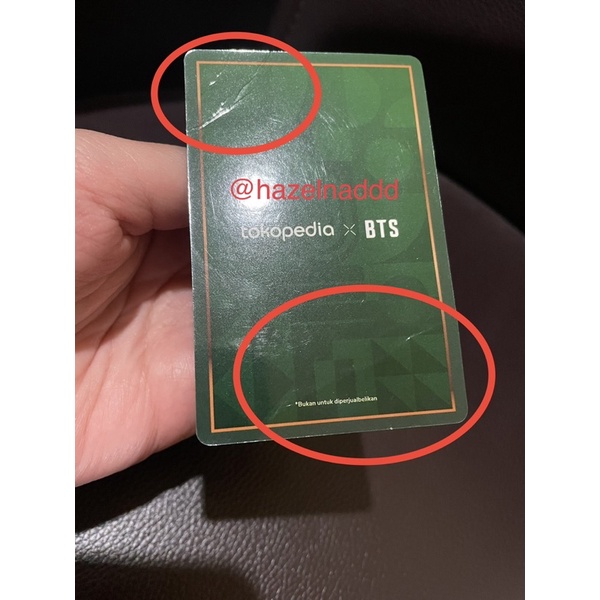 @hazelnaddd
tokopedia × BTS
*Bukan untuk diperjualbelikan